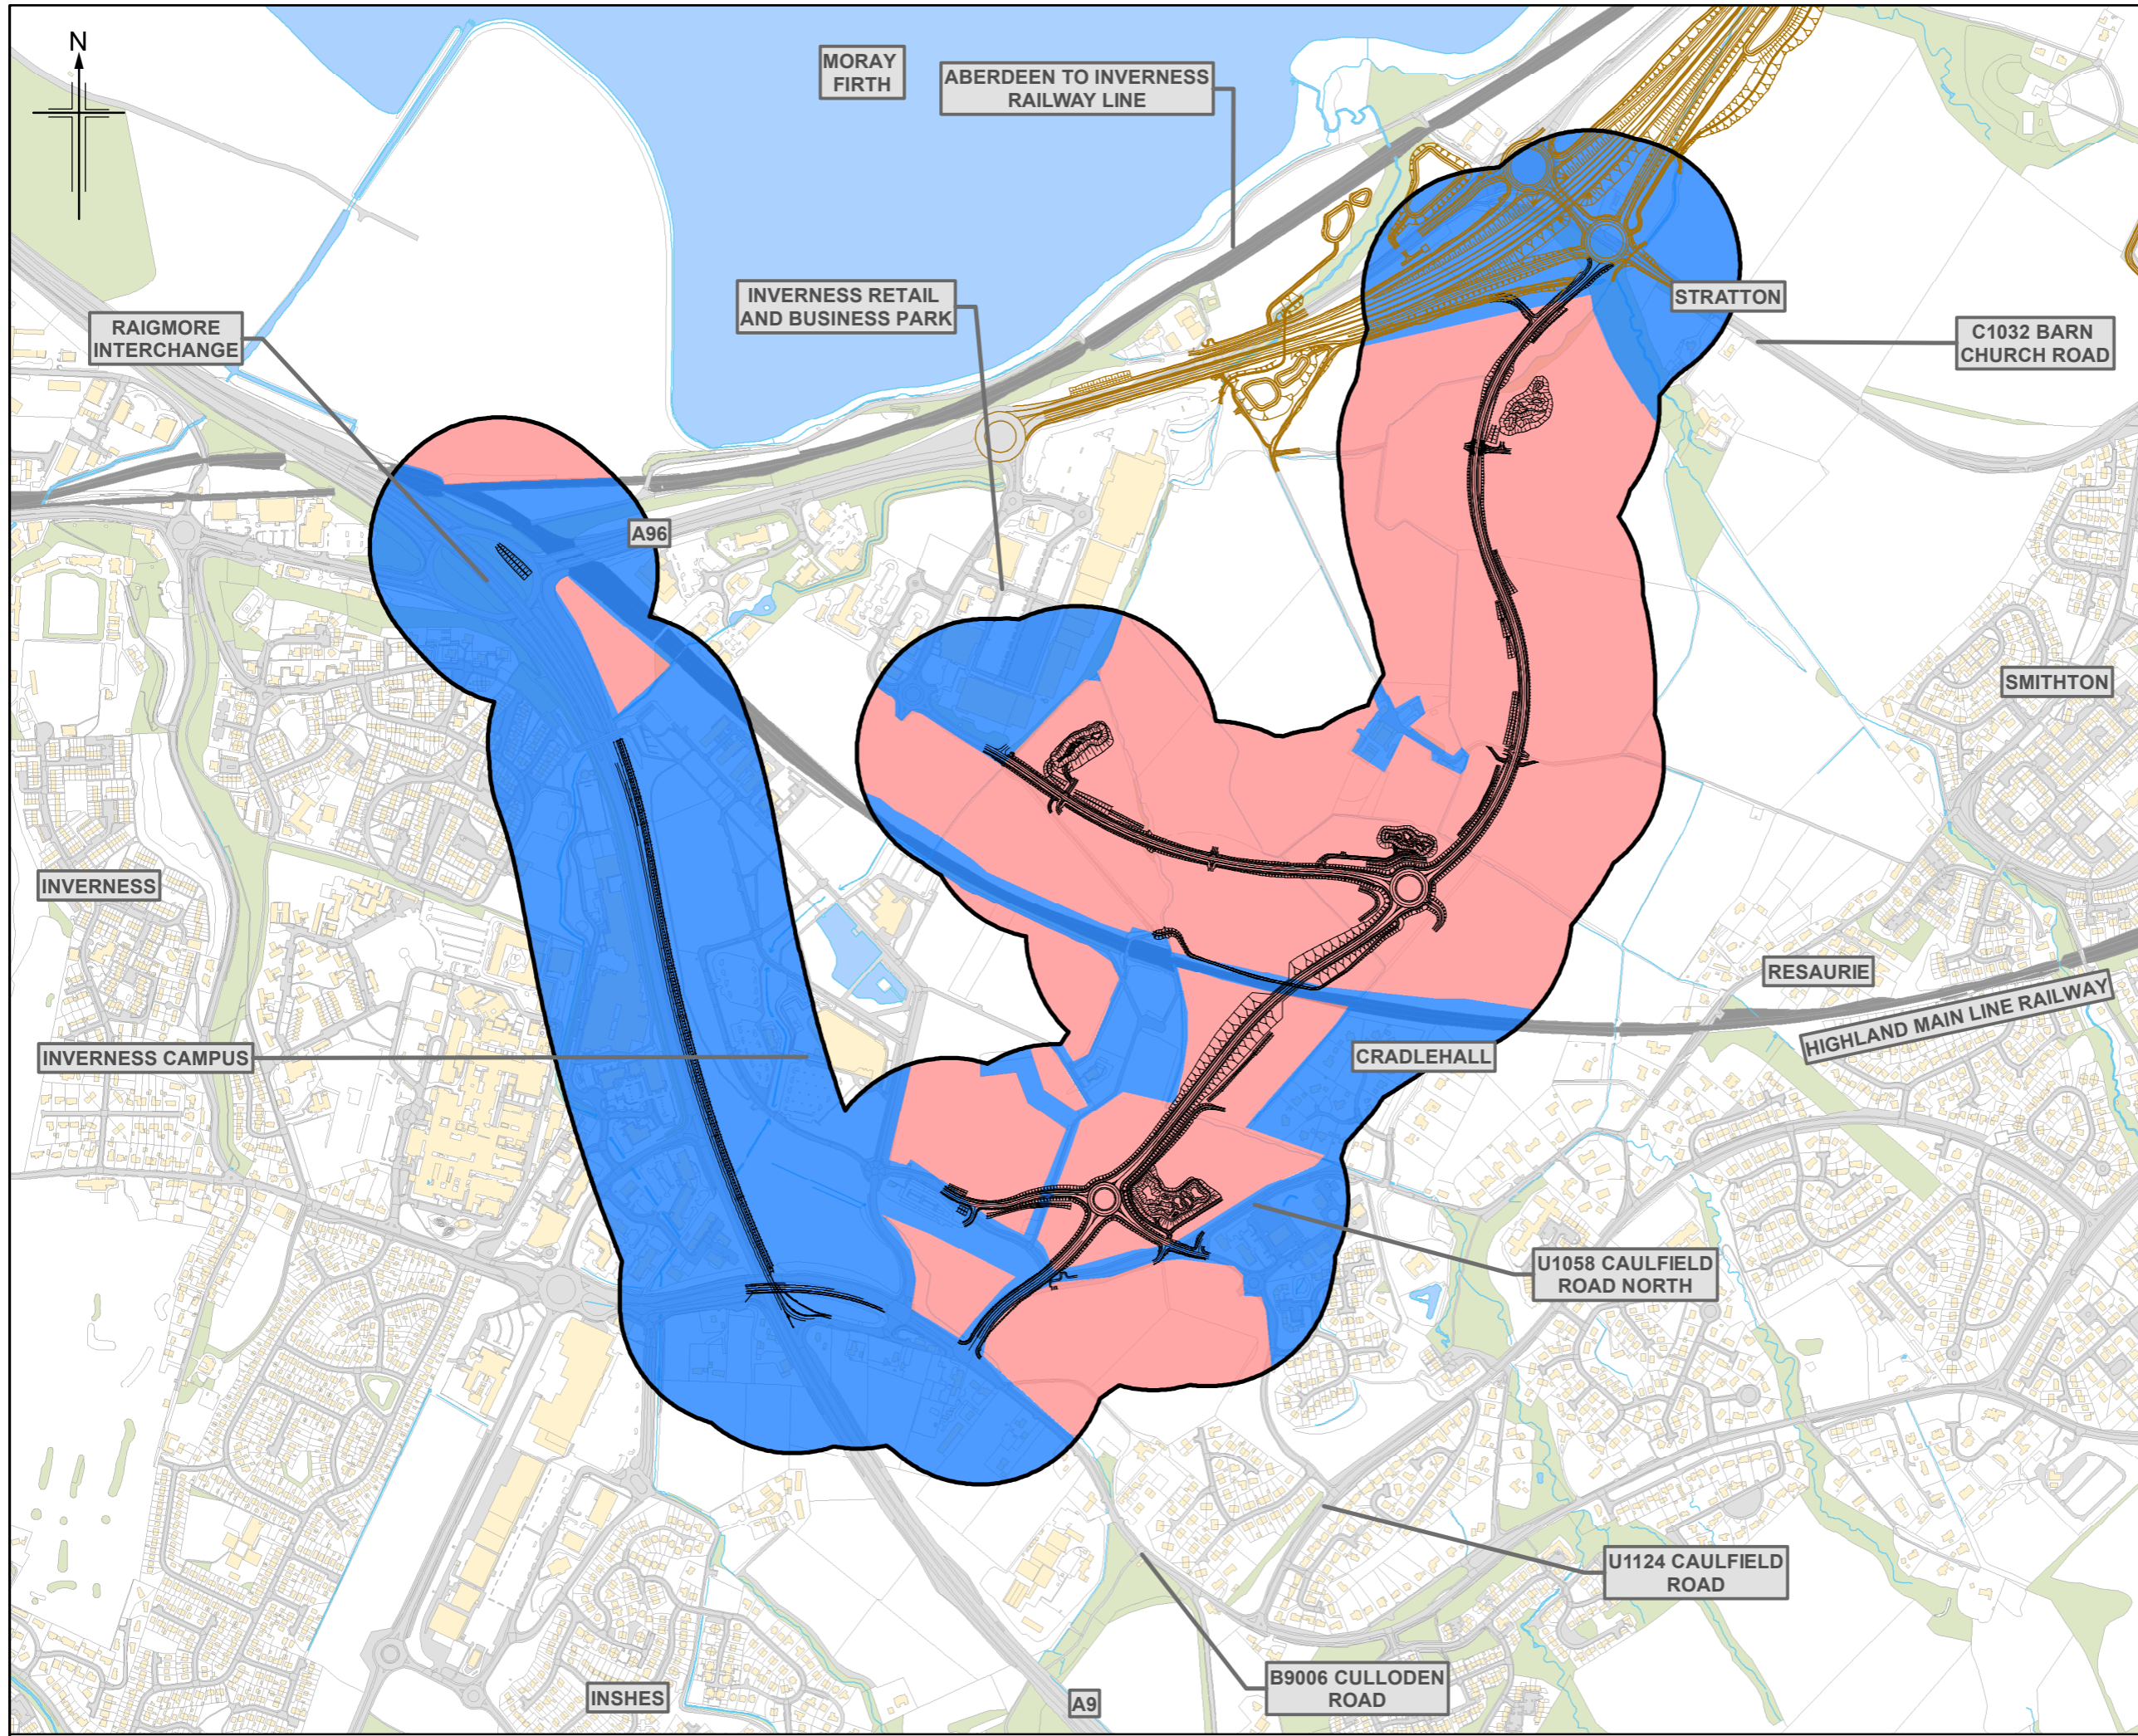 N
MORAY
FIRTH
ABERDEEN TO INVERNESS
RAILWAY LINE
INVERNESS RETAIL
AND BUSINESS PARK
STRATTON
RAIGMORE
INTERCHANGE
C1032 BARN
CHURCH ROAD
A96
SMITHTON
INVERNESS
RESAURIE
HIGHLAND MAIN LINE RAILWAY
INVERNESS CAMPUS
CRADLEHALL
U1058 CAULFIELD
ROAD NORTH
U1124 CAULFIELD
ROAD
B9006 CULLODEN
ROAD
INSHES
A9